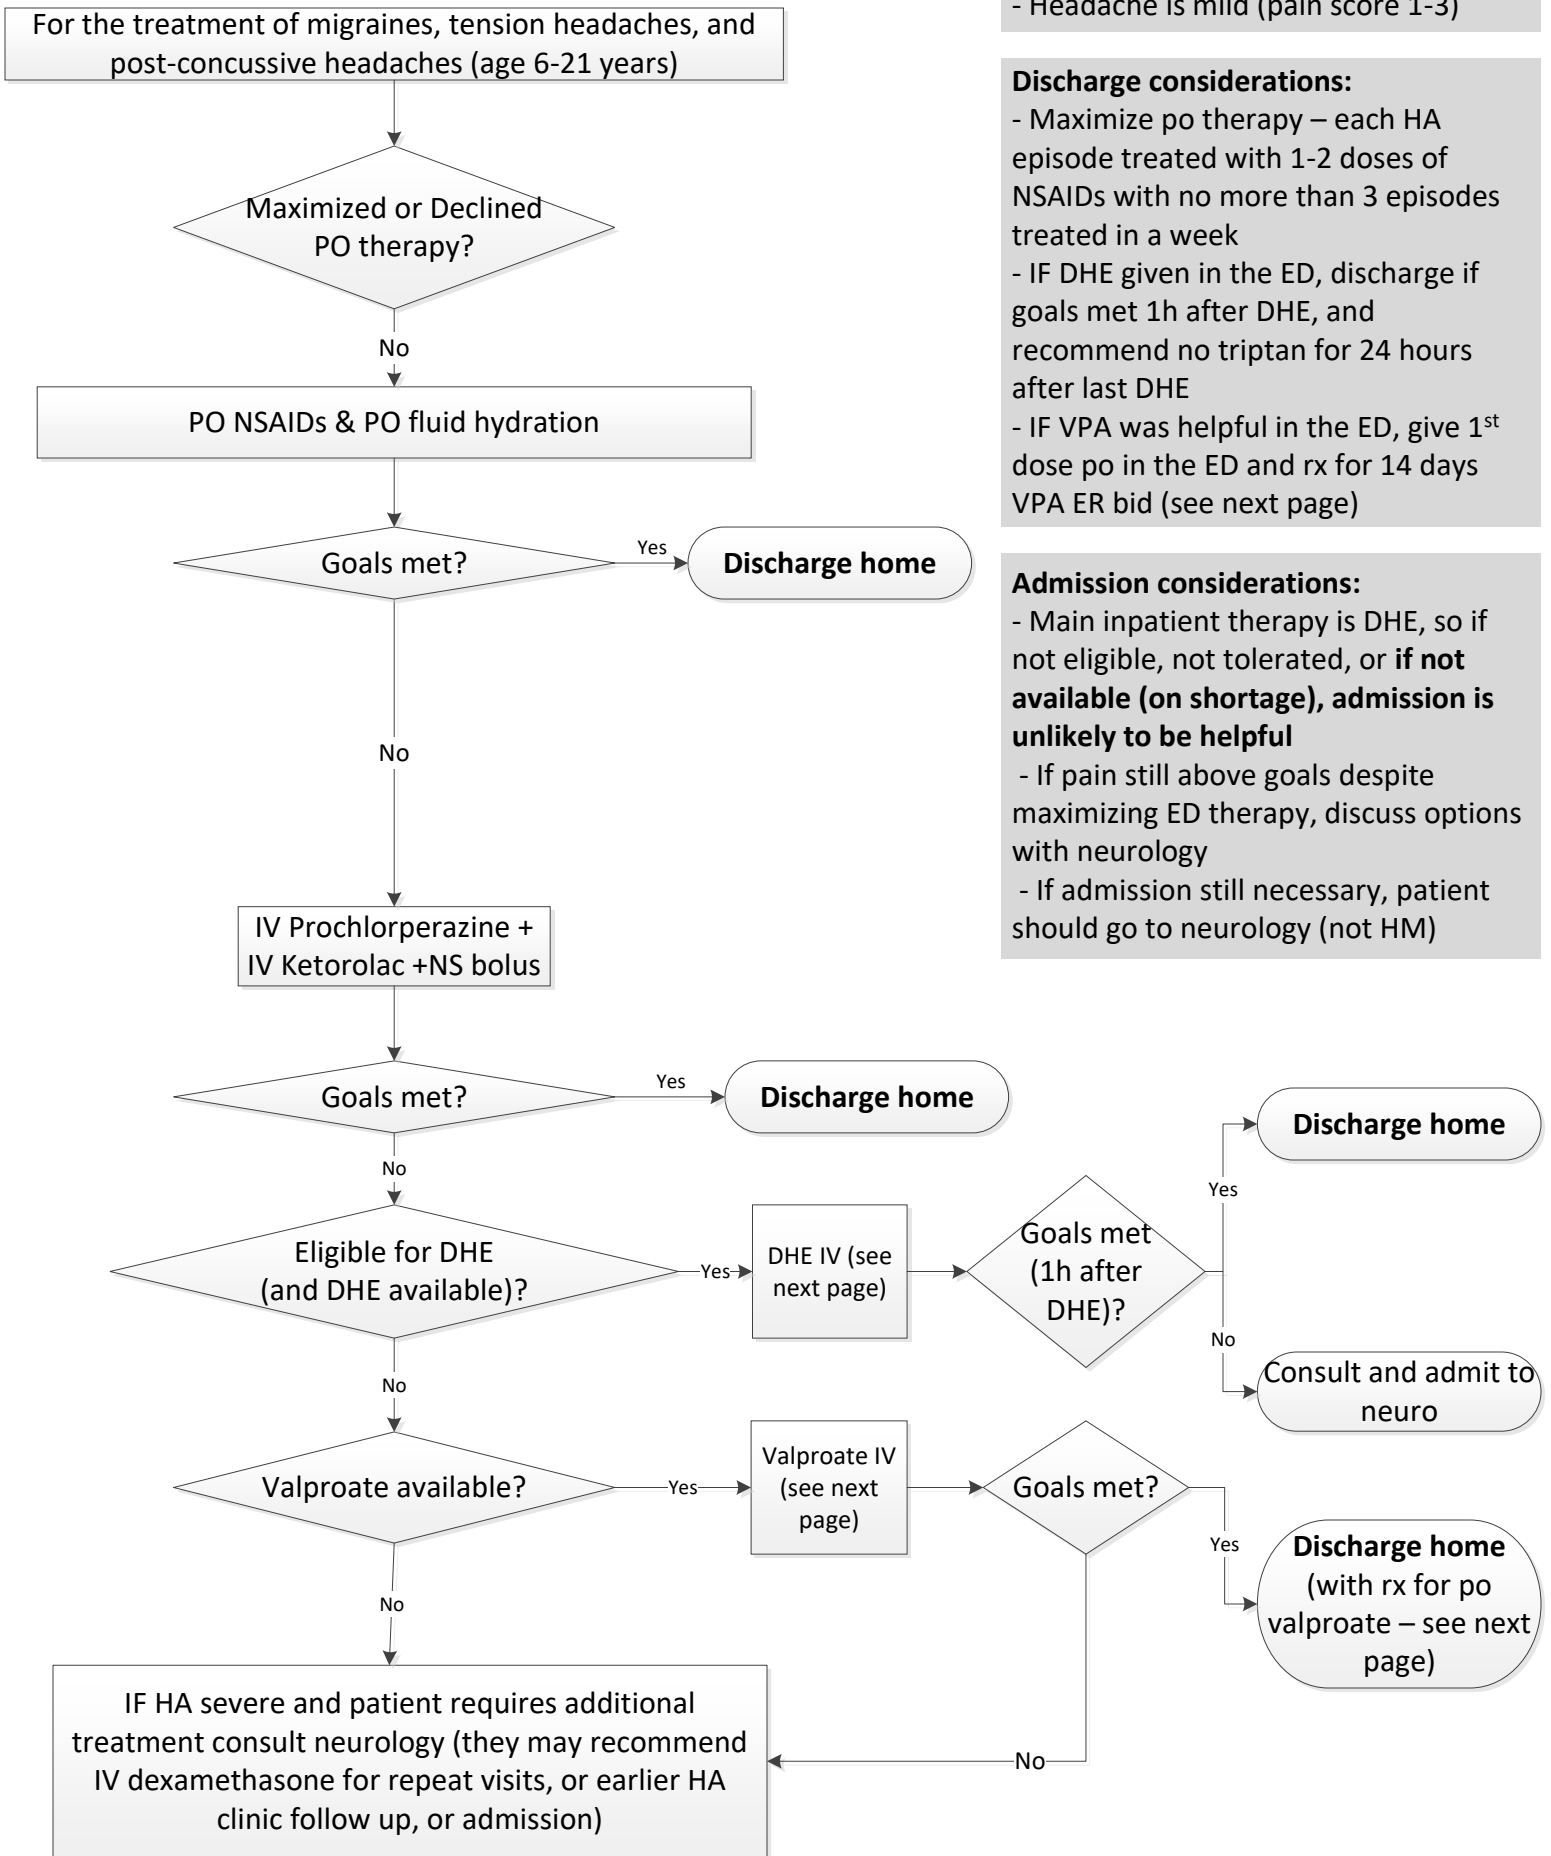 For the treatment of migraines, tension headaches, and
post-concussive headaches (age 6-21 years)
Maximized or Declined
PO therapy?
No
PO NSAIDs & PO fluid hydration
Goals met?
Yes
Discharge home
No
IV Prochlorperazine +
IV Ketorolac +NS bolus
Goals met?
Yes
Discharge home
No
Eligible for DHE
(and DHE available)?
Yes
DHE IV (see
next page)
Goals met
(1h after
DHE)?
Yes
Discharge home
No
Consult and admit to
neuro
No
Valproate available?
Yes
Valproate IV
(see next
page)
Goals met?
Yes
Discharge home
(with rx for po
valproate – see next
page)
No
No
IF HA severe and patient requires additional
treatment consult neurology (they may recommend
IV dexamethasone for repeat visits, or earlier HA
clinic follow up, or admission)
- Headache is mild (pain score 1-3)
Discharge considerations:
- Maximize po therapy – each HA
episode treated with 1-2 doses of
NSAIDs with no more than 3 episodes
treated in a week
- IF DHE given in the ED, discharge if
goals met 1h after DHE, and
recommend no triptan for 24 hours
after last DHE
- IF VPA was helpful in the ED, give 1st
dose po in the ED and rx for 14 days
VPA ER bid (see next page)
Admission considerations:
- Main inpatient therapy is DHE, so if
not eligible, not tolerated, or if not
available (on shortage), admission is
unlikely to be helpful
- If pain still above goals despite
maximizing ED therapy, discuss options
with neurology
- If admission still necessary, patient
should go to neurology (not HM)